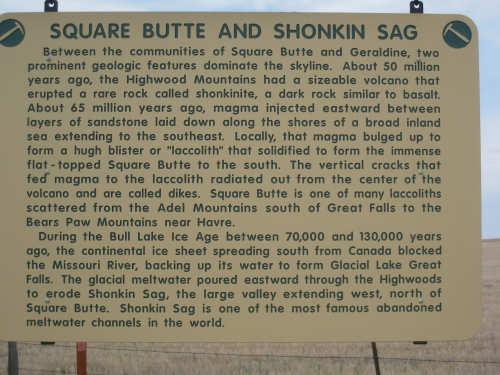 SQUARE BUTTE AND SHONKIN SAG
Between the communities of Square Butte and Geraldine, two
prominent geologic features dominate the skyline. About 50 million
years ago, the Highwood Mountains had a sizeable volcano that
erupted a rare rock called shonkinite, a dark rock similar to basalt.
About 65 million years ago, magma injected eastward between
layers of sandstone laid down along the shores of a broad inland
sea extending to the southeast. Locally, that magma bulged up to
form a hugh blister or "laccolith" that solidified to form the immense
flat-topped Square Butte to the south. The vertical cracks that
fed magma to the laccolith radiated out from the center of the
volcano and are called dikes. Square Butte is one of many laccoliths
scattered from the Adel Mountains south of Great Falls to the
Bears Paw Mountains near Havre.
During the Bull Lake Ice Age between 70,000 and 130,000 years
ago, the continental ice sheet spreading south from Canada blocked
the Missouri River, backing up its water to form Glacial Lake Great
Falls. The glacial meltwater poured eastward through the Highwoods
to erode Shonkin Sag, the large valley extending west, north of
Square Butte. Shonkin Sag is one of the most famous abandoned
meltwater channels in the world.